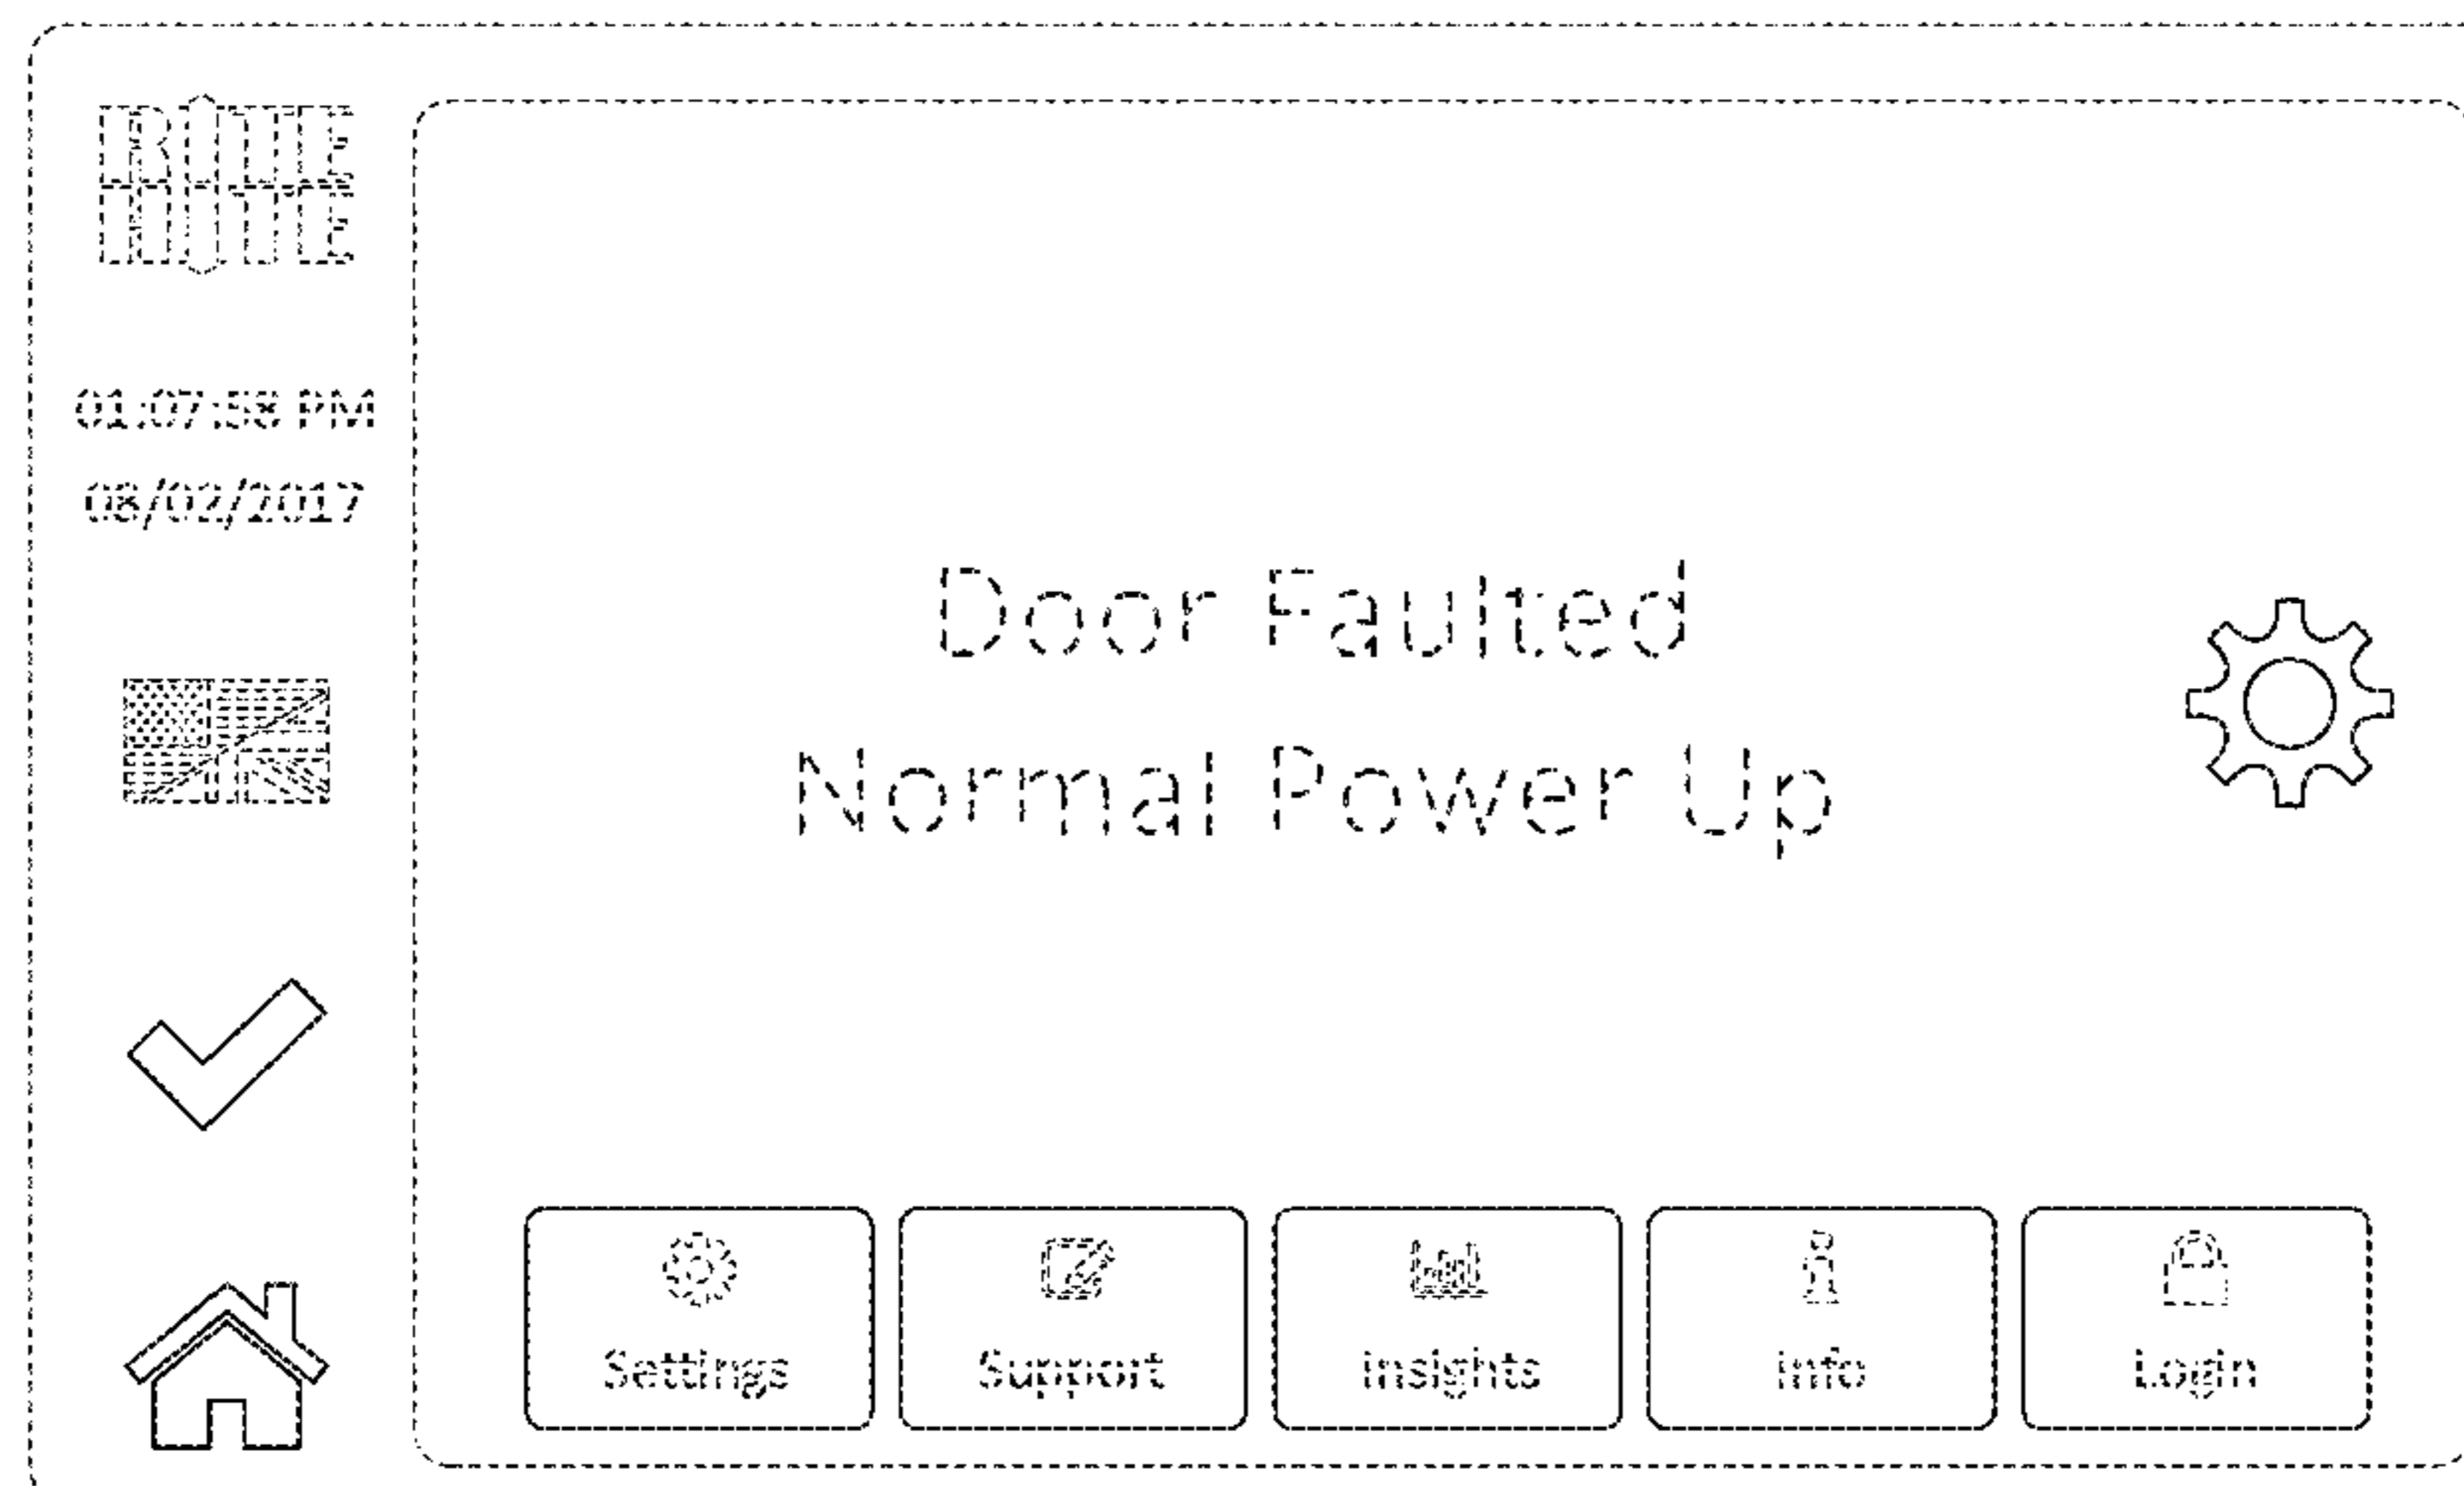 01:07:58 PM
08/02/2017
Door Faulted
Normal Power Up
Settings
Support
Insights
Info
Login